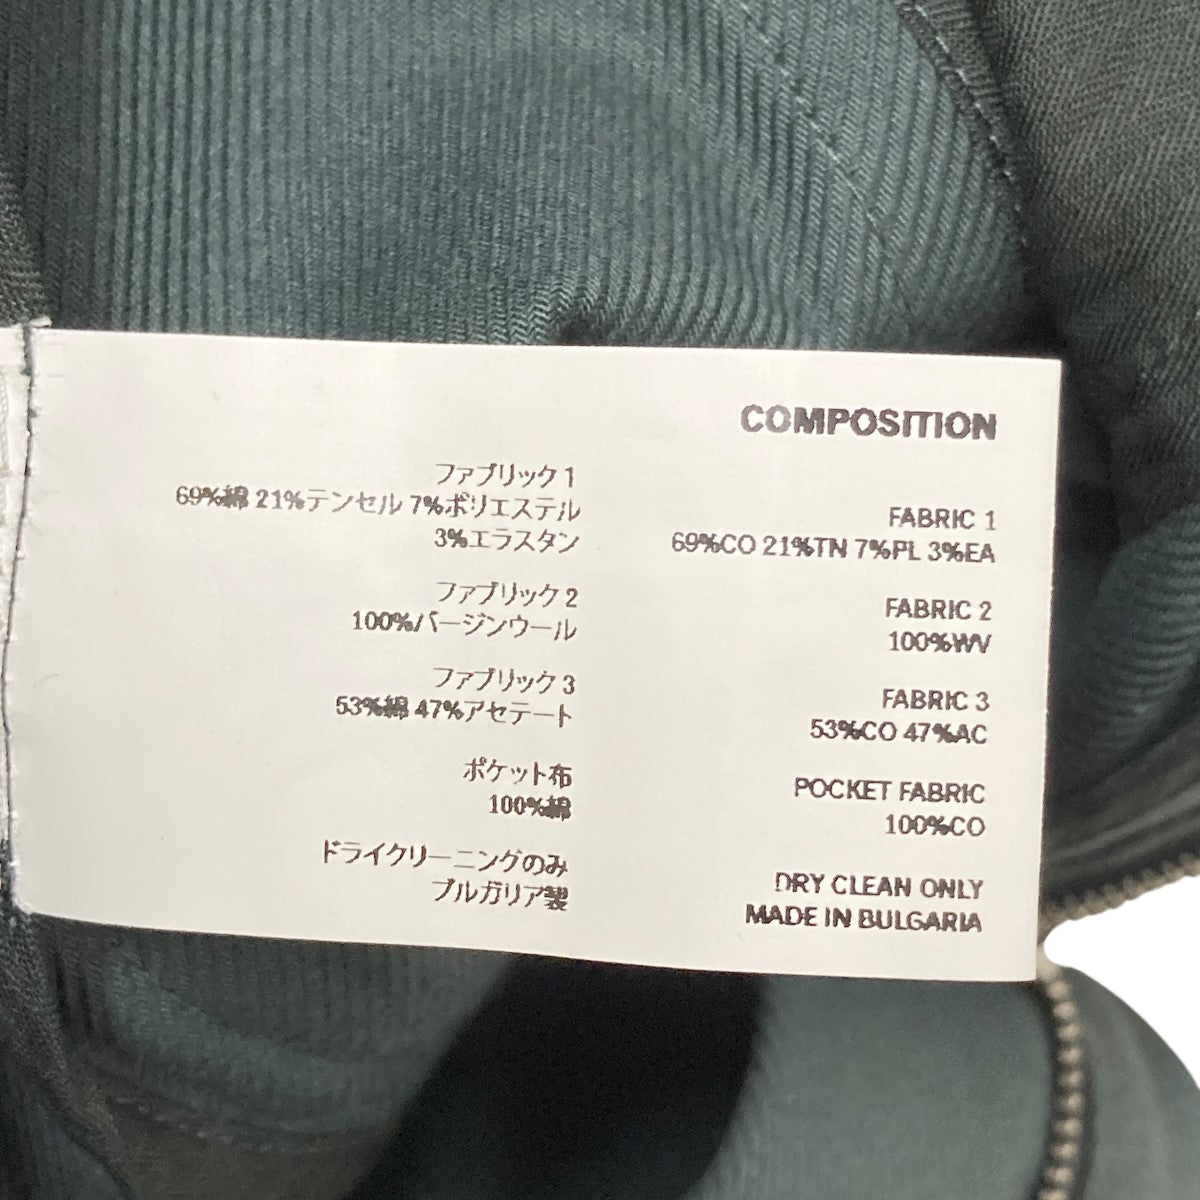 COMPOSITION
ファブリック 1
69%綿 21%テンセル 7%ポリエステル
3%エラスタン
ファブリック 2
100%バージンウール
ファブリック 3
53%綿 47%アセテート
ポケット布
100%綿
ドライクリーニングのみ
ブルガリア製
FABRIC 1
69%CO 21%TN 7%PL 3%EA
FABRIC 2
100%WV
FABRIC 3
53%CO 47%AC
POCKET FABRIC
100%CO
DRY CLEAN ONLY
MADE IN BULGARIA